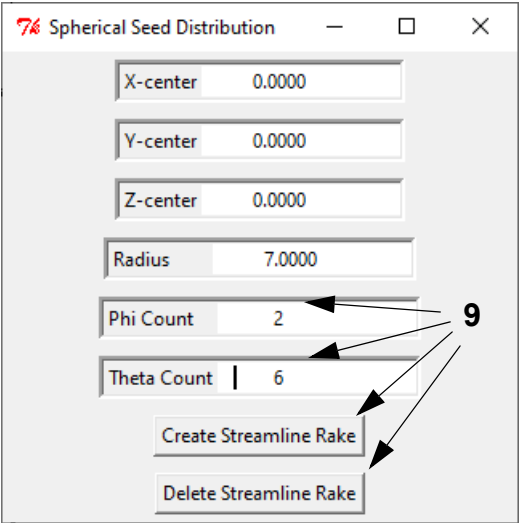 Spherical Seed Distribution
X-center 0.0000
Y-center 0.0000
Z-center 0.0000
Radius 7.0000
Phi Count 2
9
Theta Count 6
Create Streamline Rake
Delete Streamline Rake